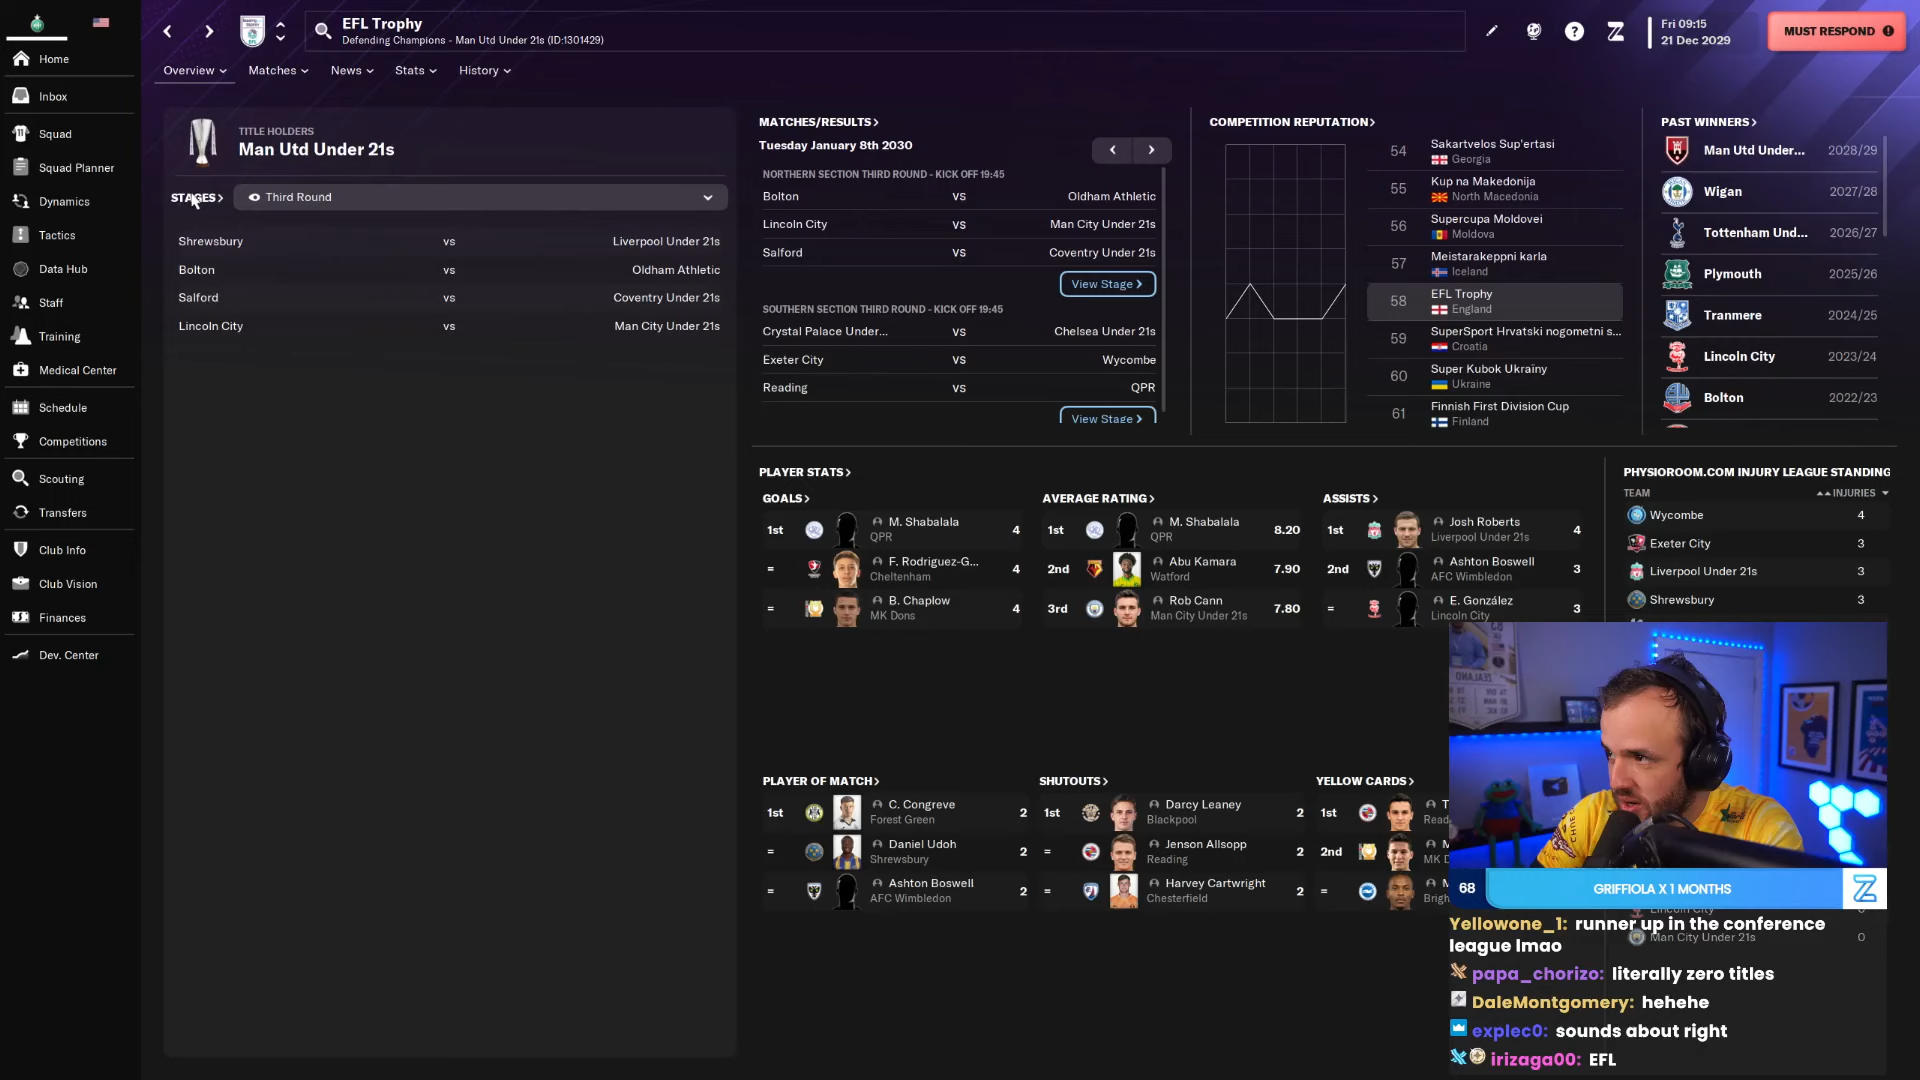 EFL Trophy
Defending Champions - Man Utd Under 21s (ID:1301429)
Fri 09:15
21 Dec 2029
MUST RESPOND
Overview
Matches
News
Stats
History
Home
Inbox
Squad
Squad Planner
Dynamics
Tactics
Data Hub
Staff
Training
Medical Center
Schedule
Competitions
Scouting
Transfers
Club Info
Club Vision
Finances
Dev. Center
TITLE HOLDERS
Man Utd Under 21s
STAGES>
Third Round
Shrewsbury vs Liverpool Under 21s
Bolton vs Oldham Athletic
Salford vs Coventry Under 21s
Lincoln City vs Man City Under 21s
MATCHES/RESULTS>
Tuesday January 8th 2030
NORTHERN SECTION THIRD ROUND - KICK OFF 19:45
Bolton VS Oldham Athletic
Lincoln City VS Man City Under 21s
Salford VS Coventry Under 21s
View Stage >
SOUTHERN SECTION THIRD ROUND - KICK OFF 19:45
Crystal Palace Under... VS Chelsea Under 21s
Exeter City VS Wycombe
Reading VS QPR
View Stage >
COMPETITION REPUTATION>
54 Sakartvelos Sup'ertasi
Georgia
55 Kup na Makedonija
North Macedonia
56 Supercupa Moldovei
Moldova
57 Meistarakeppni karla
Iceland
58 EFL Trophy
England
59 SuperSport Hrvatski nogometni s...
Croatia
60 Super Kubok Ukrainy
Ukraine
61 Finnish First Division Cup
Finland
PAST WINNERS>
Man Utd Under... 2028/29
Wigan 2027/28
Tottenham Und... 2026/27
Plymouth 2025/26
Tranmere 2024/25
Lincoln City 2023/24
Bolton 2022/23
PLAYER STATS>
GOALS>
1st M. Shabalala 4
QPR
= F. Rodriguez-G... 4
Cheltenham
= B. Chaplow 4
MK Dons
AVERAGE RATING>
1st M. Shabalala 8.20
QPR
2nd Abu Kamara 7.90
Watford
3rd Rob Cann 7.80
Man City Under 21s
ASSISTS>
1st Josh Roberts 4
Liverpool Under 21s
2nd Ashton Boswell 3
AFC Wimbledon
= E. González 3
Lincoln City
PHYSIOROOM.COM INJURY LEAGUE STANDING
TEAM INJURIES
Wycombe 4
Exeter City 3
Liverpool Under 21s 3
Shrewsbury 3
PLAYER OF MATCH>
1st C. Congreve 2
Forest Green
= Daniel Udoh 2
Shrewsbury
= Ashton Boswell 2
AFC Wimbledon
SHUTOUTS>
1st Darcy Leaney 2
Blackpool
= Jenson Allsopp 2
Reading
= Harvey Cartwright 2
Chesterfield
YELLOW CARDS>
1st T
Read
2nd M
MK D
= M
Brigh
68 GRIFFIOLA X 1 MONTHS
Lincoln City 0
Man City Under 21s 0
Yellowone_1: runner up in the conference
league lmao
papa_chorizo: literally zero titles
DaleMontgomery: hehehe
explec0: sounds about right
irizaga00: EFL